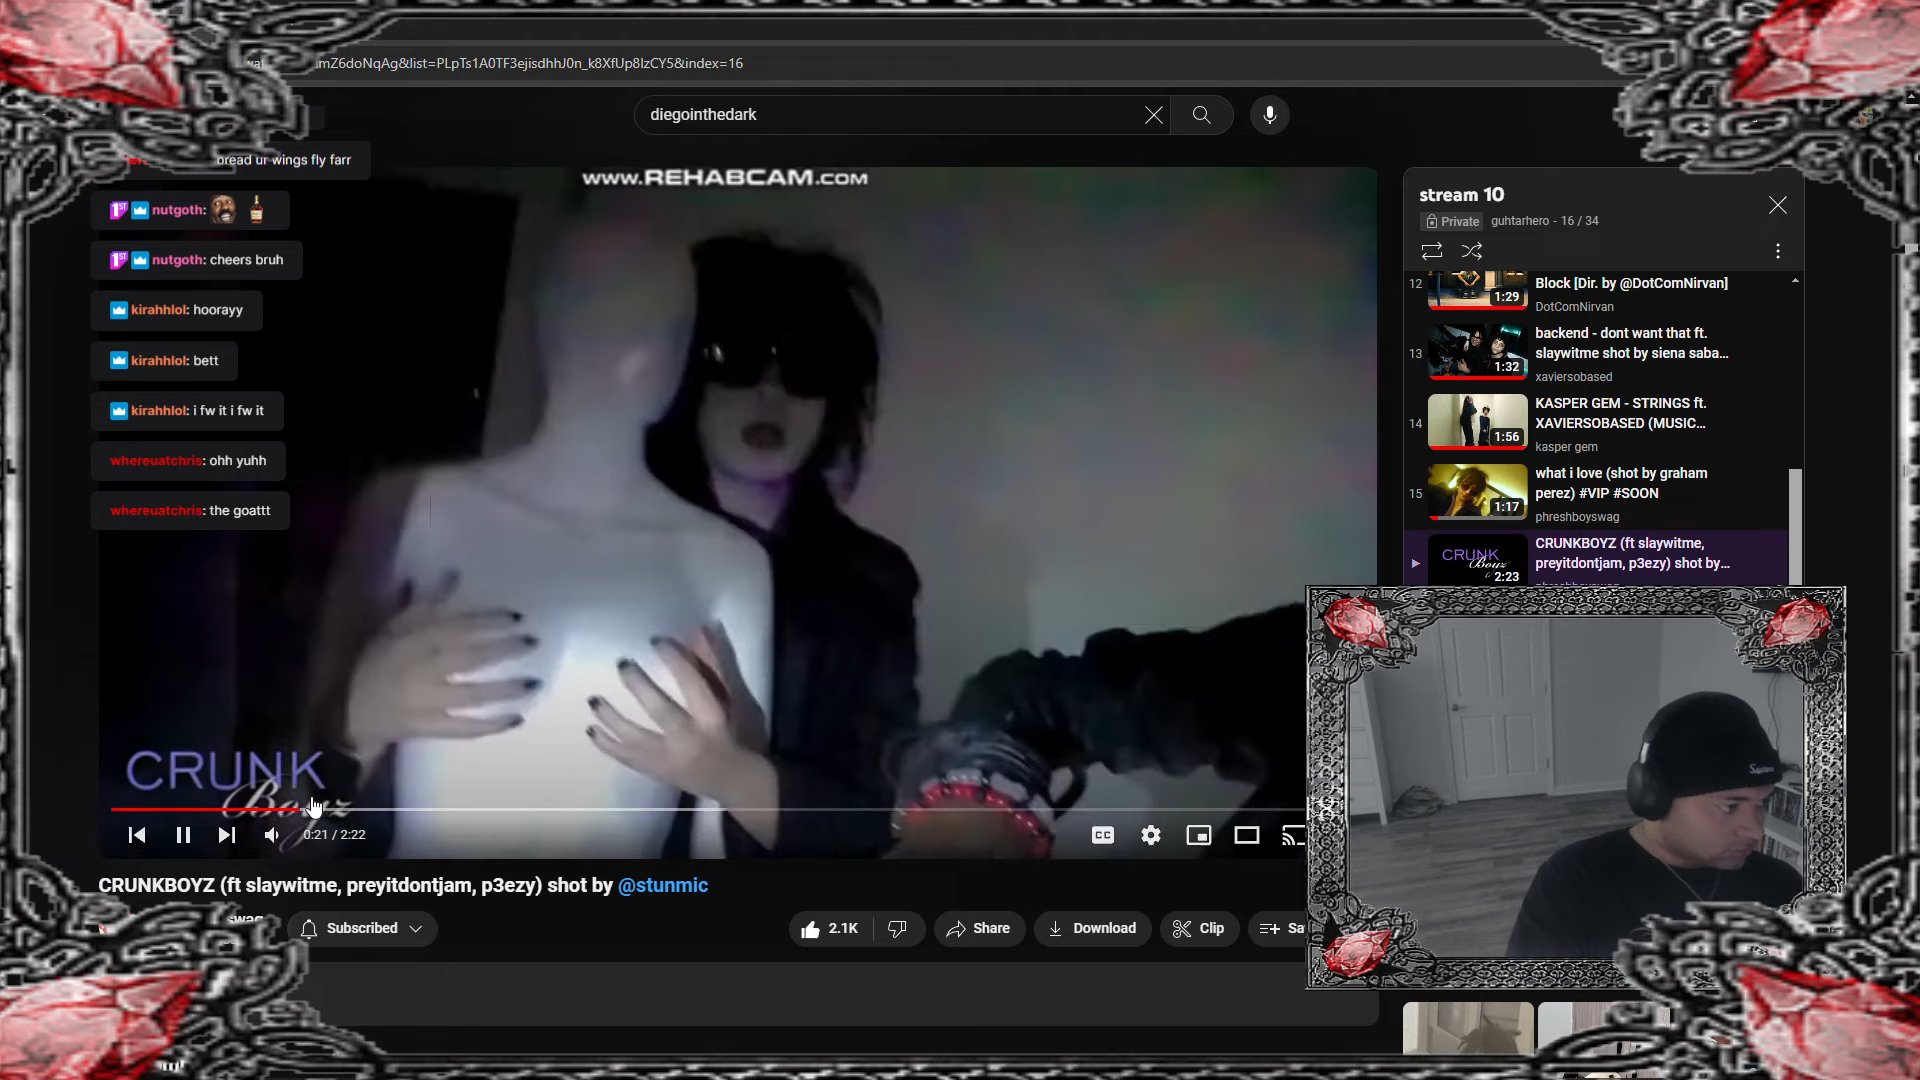 mZ6doNqAg&list=PLpTs1A0TF3ejisdhhJ0n_k8XfUp8IzCY5&index=16
diegointhedark
ur wings fly farr
nutgoth:
nutgoth: cheers bruh
kirahhlol: hoorayy
kirahhlol: bett
kirahhlol: i fw it i fw it
whereuatchris: ohh yuhh
whereuatchris: the goattt
www.REHABCAM.com
CRUNK
Boyz
0:21 / 2:22
CC
CRUNKBOYZ (ft slaywitme, preyitdontjam, p3ezy) shot by @stunmic
Subscribed
2.1K
Share
Download
Clip
stream 10
Private
guhtarhero - 16 / 34
12
1:29
Block [Dir. by @DotComNirvan]
DotComNirvan
13
1:32
backend - dont want that ft.
slaywitme shot by siena saba...
xaviersobased
14
1:56
KASPER GEM - STRINGS ft.
XAVIERSOBASED (MUSIC...
kasper gem
15
1:17
what i love (shot by graham
perez) #VIP #SOON
phreshboyswag
CRUNK
Boyz
2:23
CRUNKBOYZ (ft slaywitme,
preyitdontjam, p3ezy) shot by...